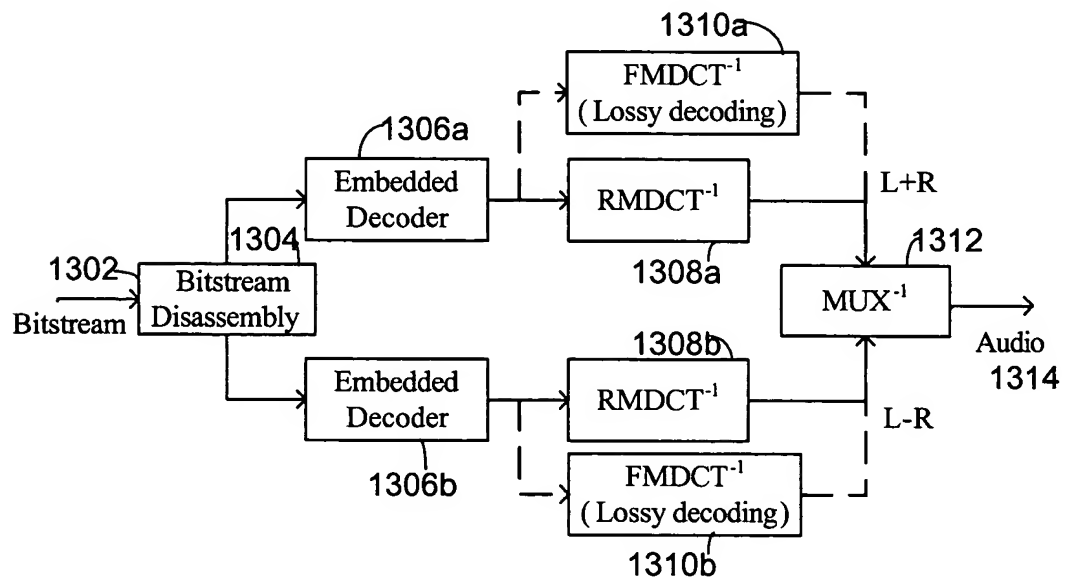 1310a
FMDCT⁻¹
( Lossy decoding)
1306a
Embedded
Decoder
RMDCT⁻¹
L+R
1304
1308a
1312
1302
Bitstream
Disassembly
MUX⁻¹
Bitstream
Audio
1314
1308b
Embedded
Decoder
RMDCT⁻¹
L-R
1306b
FMDCT⁻¹
( Lossy decoding)
1310b